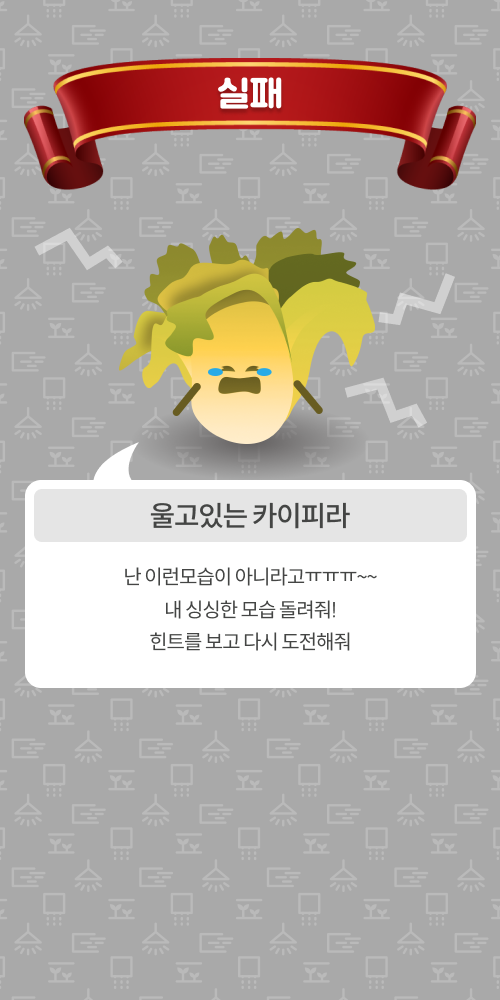 실패
울고있는 카이피라
난 이런모습이 아니라고ㅠㅠㅠ~~
내 싱싱한 모습 돌려줘!
힌트를 보고 다시 도전해줘